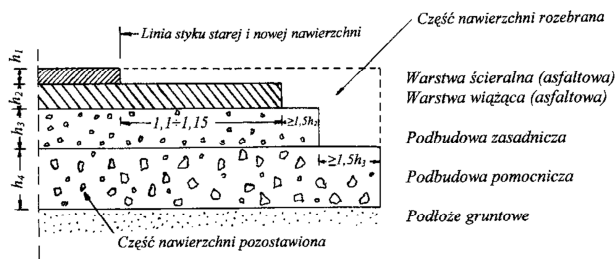 Linia styku starej i nowej nawierzchni
Część nawierzchni rozebrana
h₁
h₂
h₃
h₄
Warstwa ścieralna (asfaltowa)
Warstwa wiążąca (asfaltowa)
1,1÷1,15
≥1,5h₃
Podbudowa zasadnicza
≥1,5h₃
Podbudowa pomocnicza
Podłoże gruntowe
Część nawierzchni pozostawiona